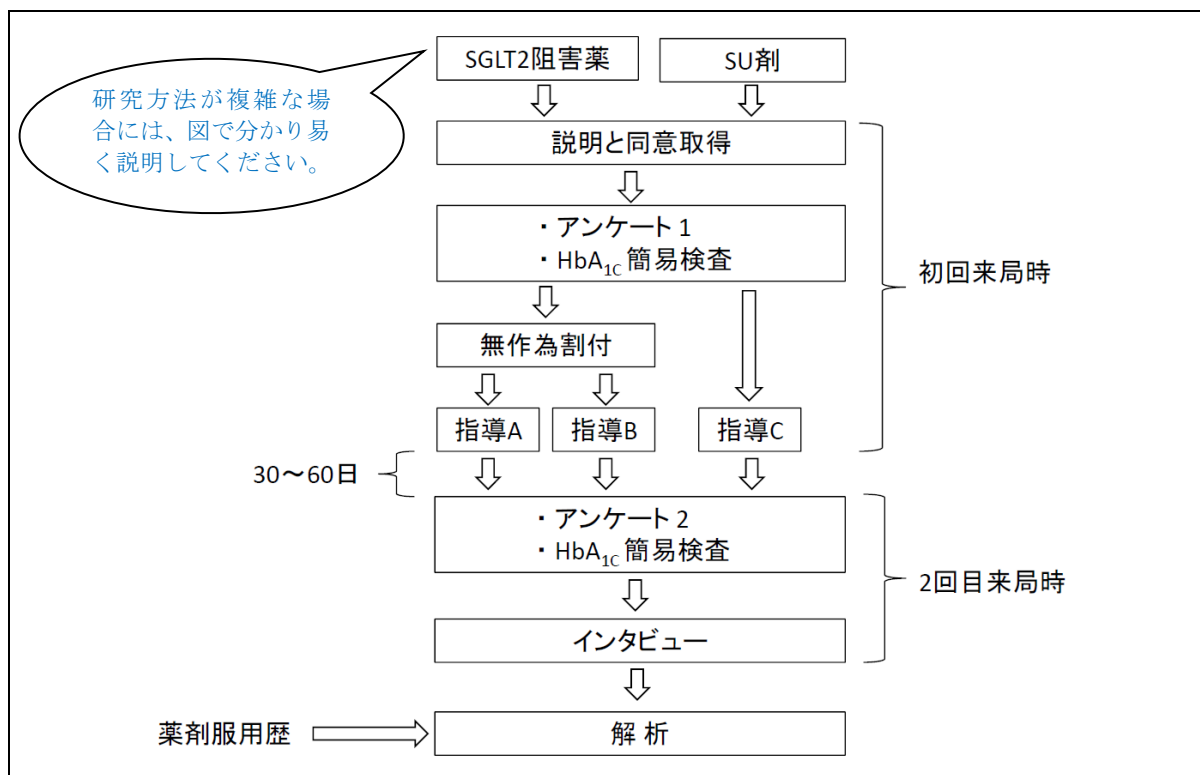 SGLT2阻害薬
SU剤
研究方法が複雑な場
合には、図で分かり易
く説明してください。
説明と同意取得
・アンケート1
・HbA1C簡易検査
初回来局時
無作為割付
指導A
指導B
指導C
30～60日
・アンケート2
・HbA1C簡易検査
2回目来局時
インタビュー
薬剤服用歴
解 析